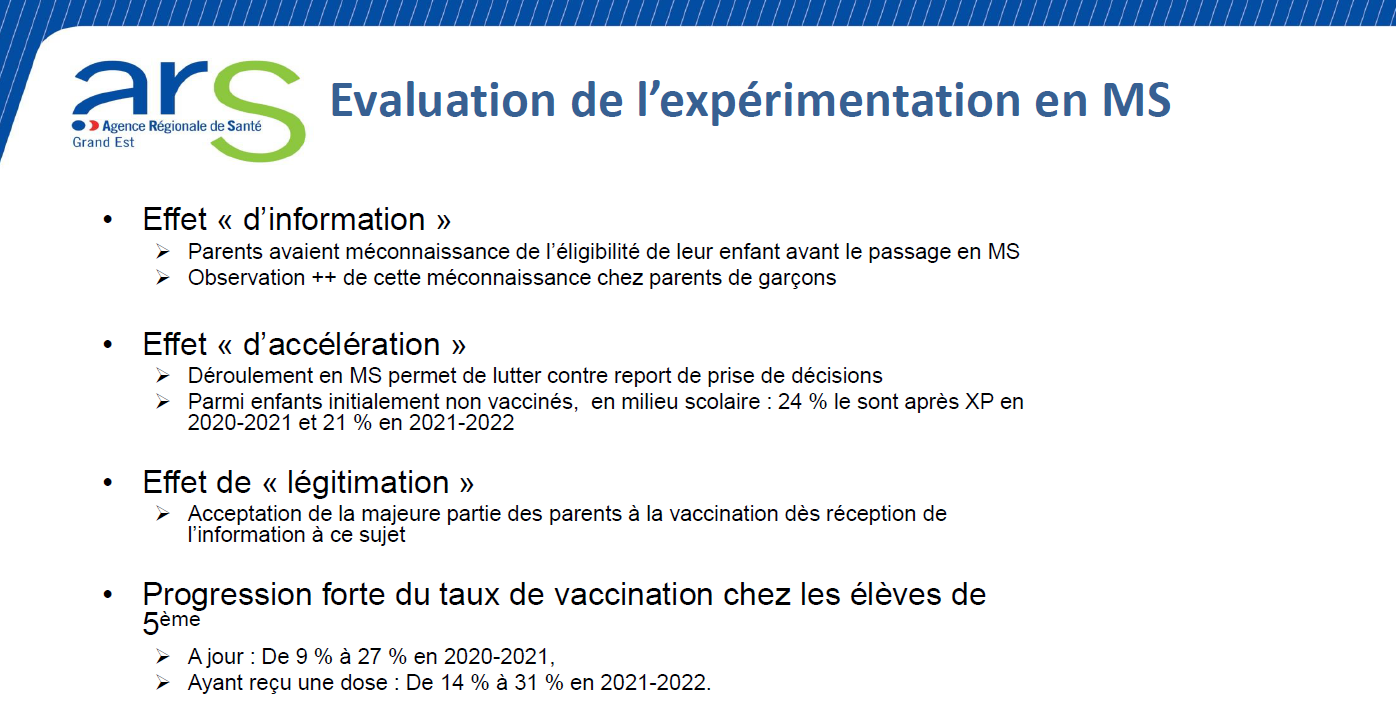 ars
Agence Régionale de Santé
Grand Est
Evaluation de l’expérimentation en MS
• Effet « d’information »
➢ Parents avaient méconnaissance de l’éligibilité de leur enfant avant le passage en MS
➢ Observation ++ de cette méconnaissance chez parents de garçons
• Effet « d’accélération »
➢ Déroulement en MS permet de lutter contre report de prise de décisions
➢ Parmi enfants initialement non vaccinés, en milieu scolaire : 24 % le sont après XP en
2020-2021 et 21 % en 2021-2022
• Effet de « légitimation »
➢ Acceptation de la majeure partie des parents à la vaccination dès réception de
l’information à ce sujet
• Progression forte du taux de vaccination chez les élèves de
5ème
➢ A jour : De 9 % à 27 % en 2020-2021,
➢ Ayant reçu une dose : De 14 % à 31 % en 2021-2022.